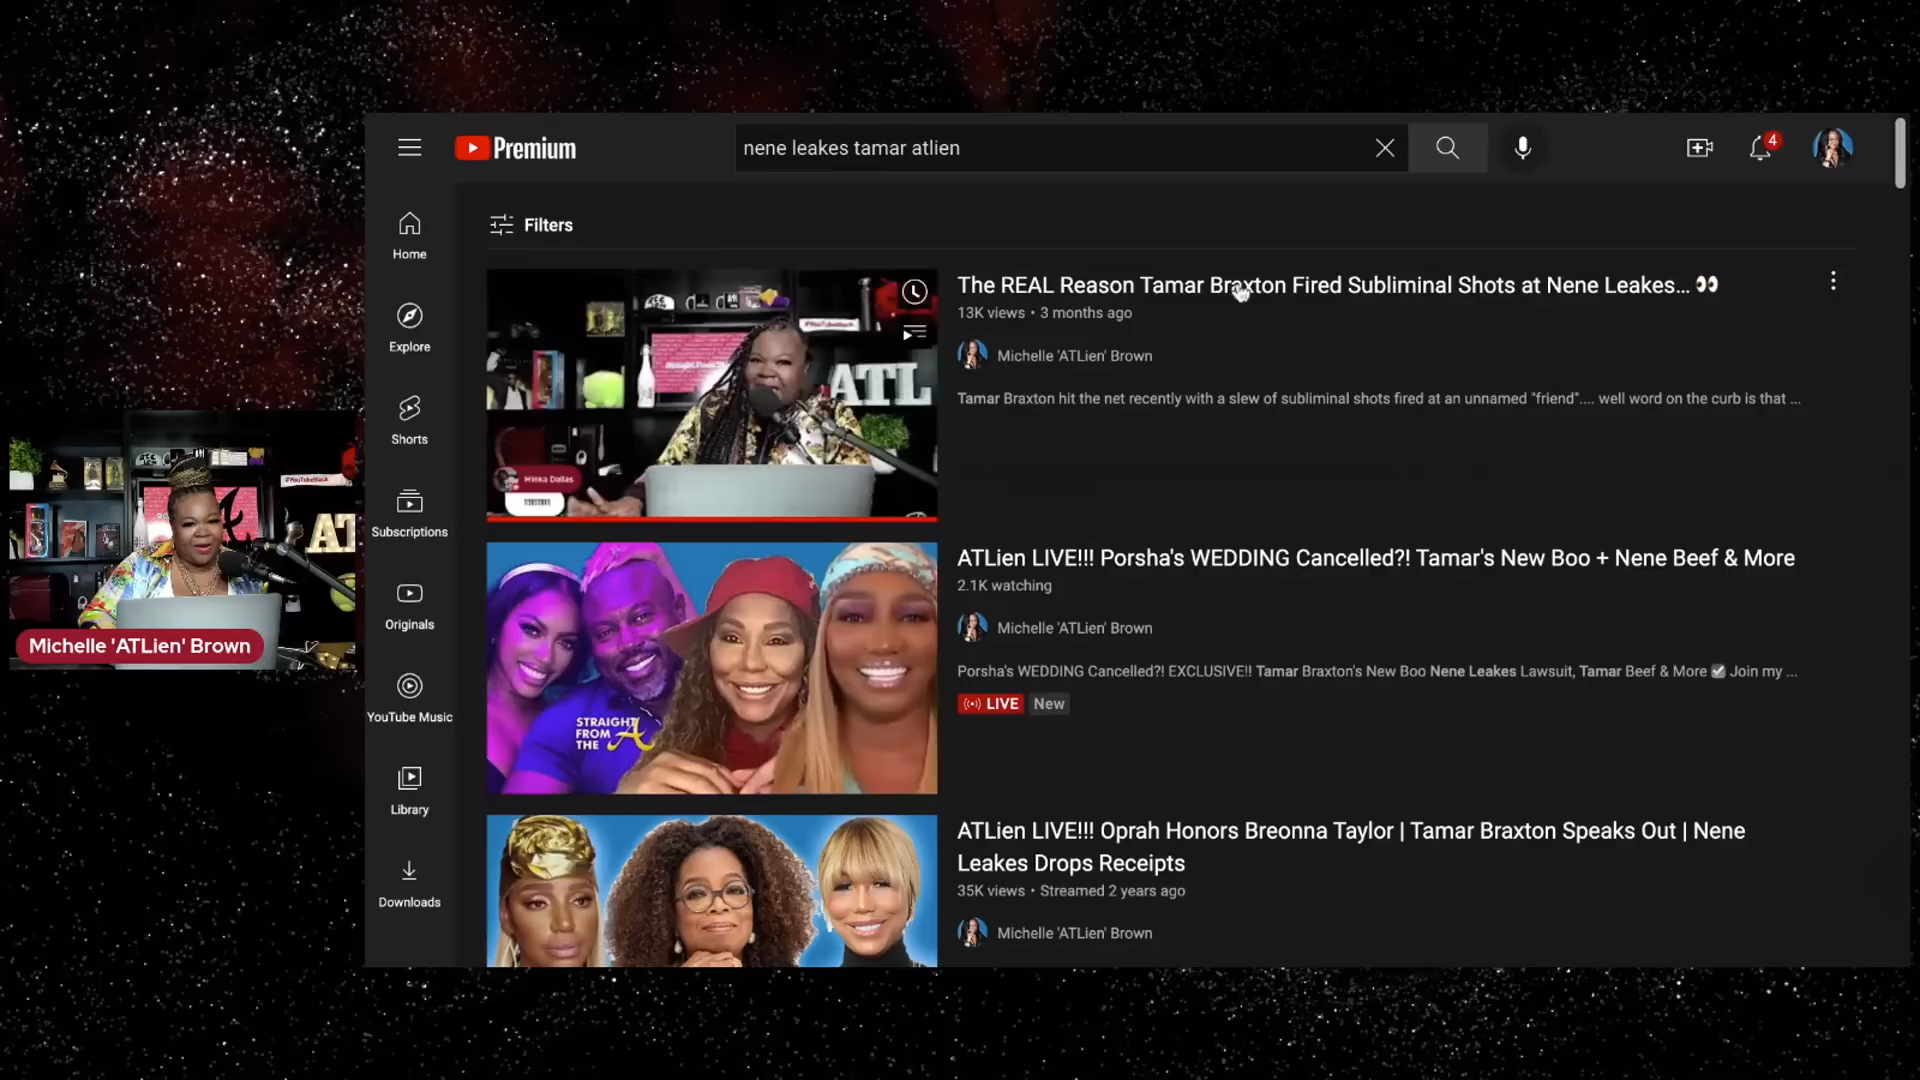 Premium
nene leakes tamar atlien
4
Filters
Home
Explore
Shorts
Subscriptions
Originals
YouTube Music
Library
Downloads
The REAL Reason Tamar Braxton Fired Subliminal Shots at Nene Leakes... 👀
13K views • 3 months ago
Michelle 'ATLien' Brown
Tamar Braxton hit the net recently with a slew of subliminal shots fired at an unnamed "friend".... well word on the curb is that ...
ATL
Minka Dallas
ATLien LIVE!!! Porsha's WEDDING Cancelled?! Tamar's New Boo + Nene Beef & More
2.1K watching
Michelle 'ATLien' Brown
Porsha's WEDDING Cancelled?! EXCLUSIVE!! Tamar Braxton's New Boo Nene Leakes Lawsuit, Tamar Beef & More ✅ Join my ...
LIVE New
STRAIGHT
FROM
THE A
ATLien LIVE!!! Oprah Honors Breonna Taylor | Tamar Braxton Speaks Out | Nene
Leakes Drops Receipts
35K views • Streamed 2 years ago
Michelle 'ATLien' Brown
#YouTubeBlack
AT
Michelle 'ATLien' Brown